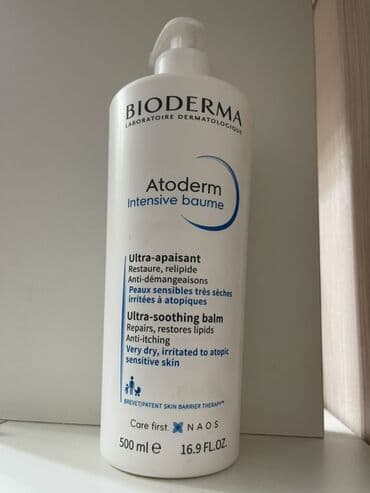 BIODERMA
LABORATOIRE DERMATOLOGIQUE
Atoderm
Intensive baume
Ultra-apaisant
Restaure, relipide
Anti-démangeaisons
Peaux sensibles très sèches
irritées à atopiques
Ultra-soothing balm
Repairs, restores lipids
Anti-itching
Very dry, irritated to atopic
sensitive skin
BREVET/PATENT SKIN BARRIER THERAPY™
Care first. NAOS
500 ml e 16.9 FL.OZ.